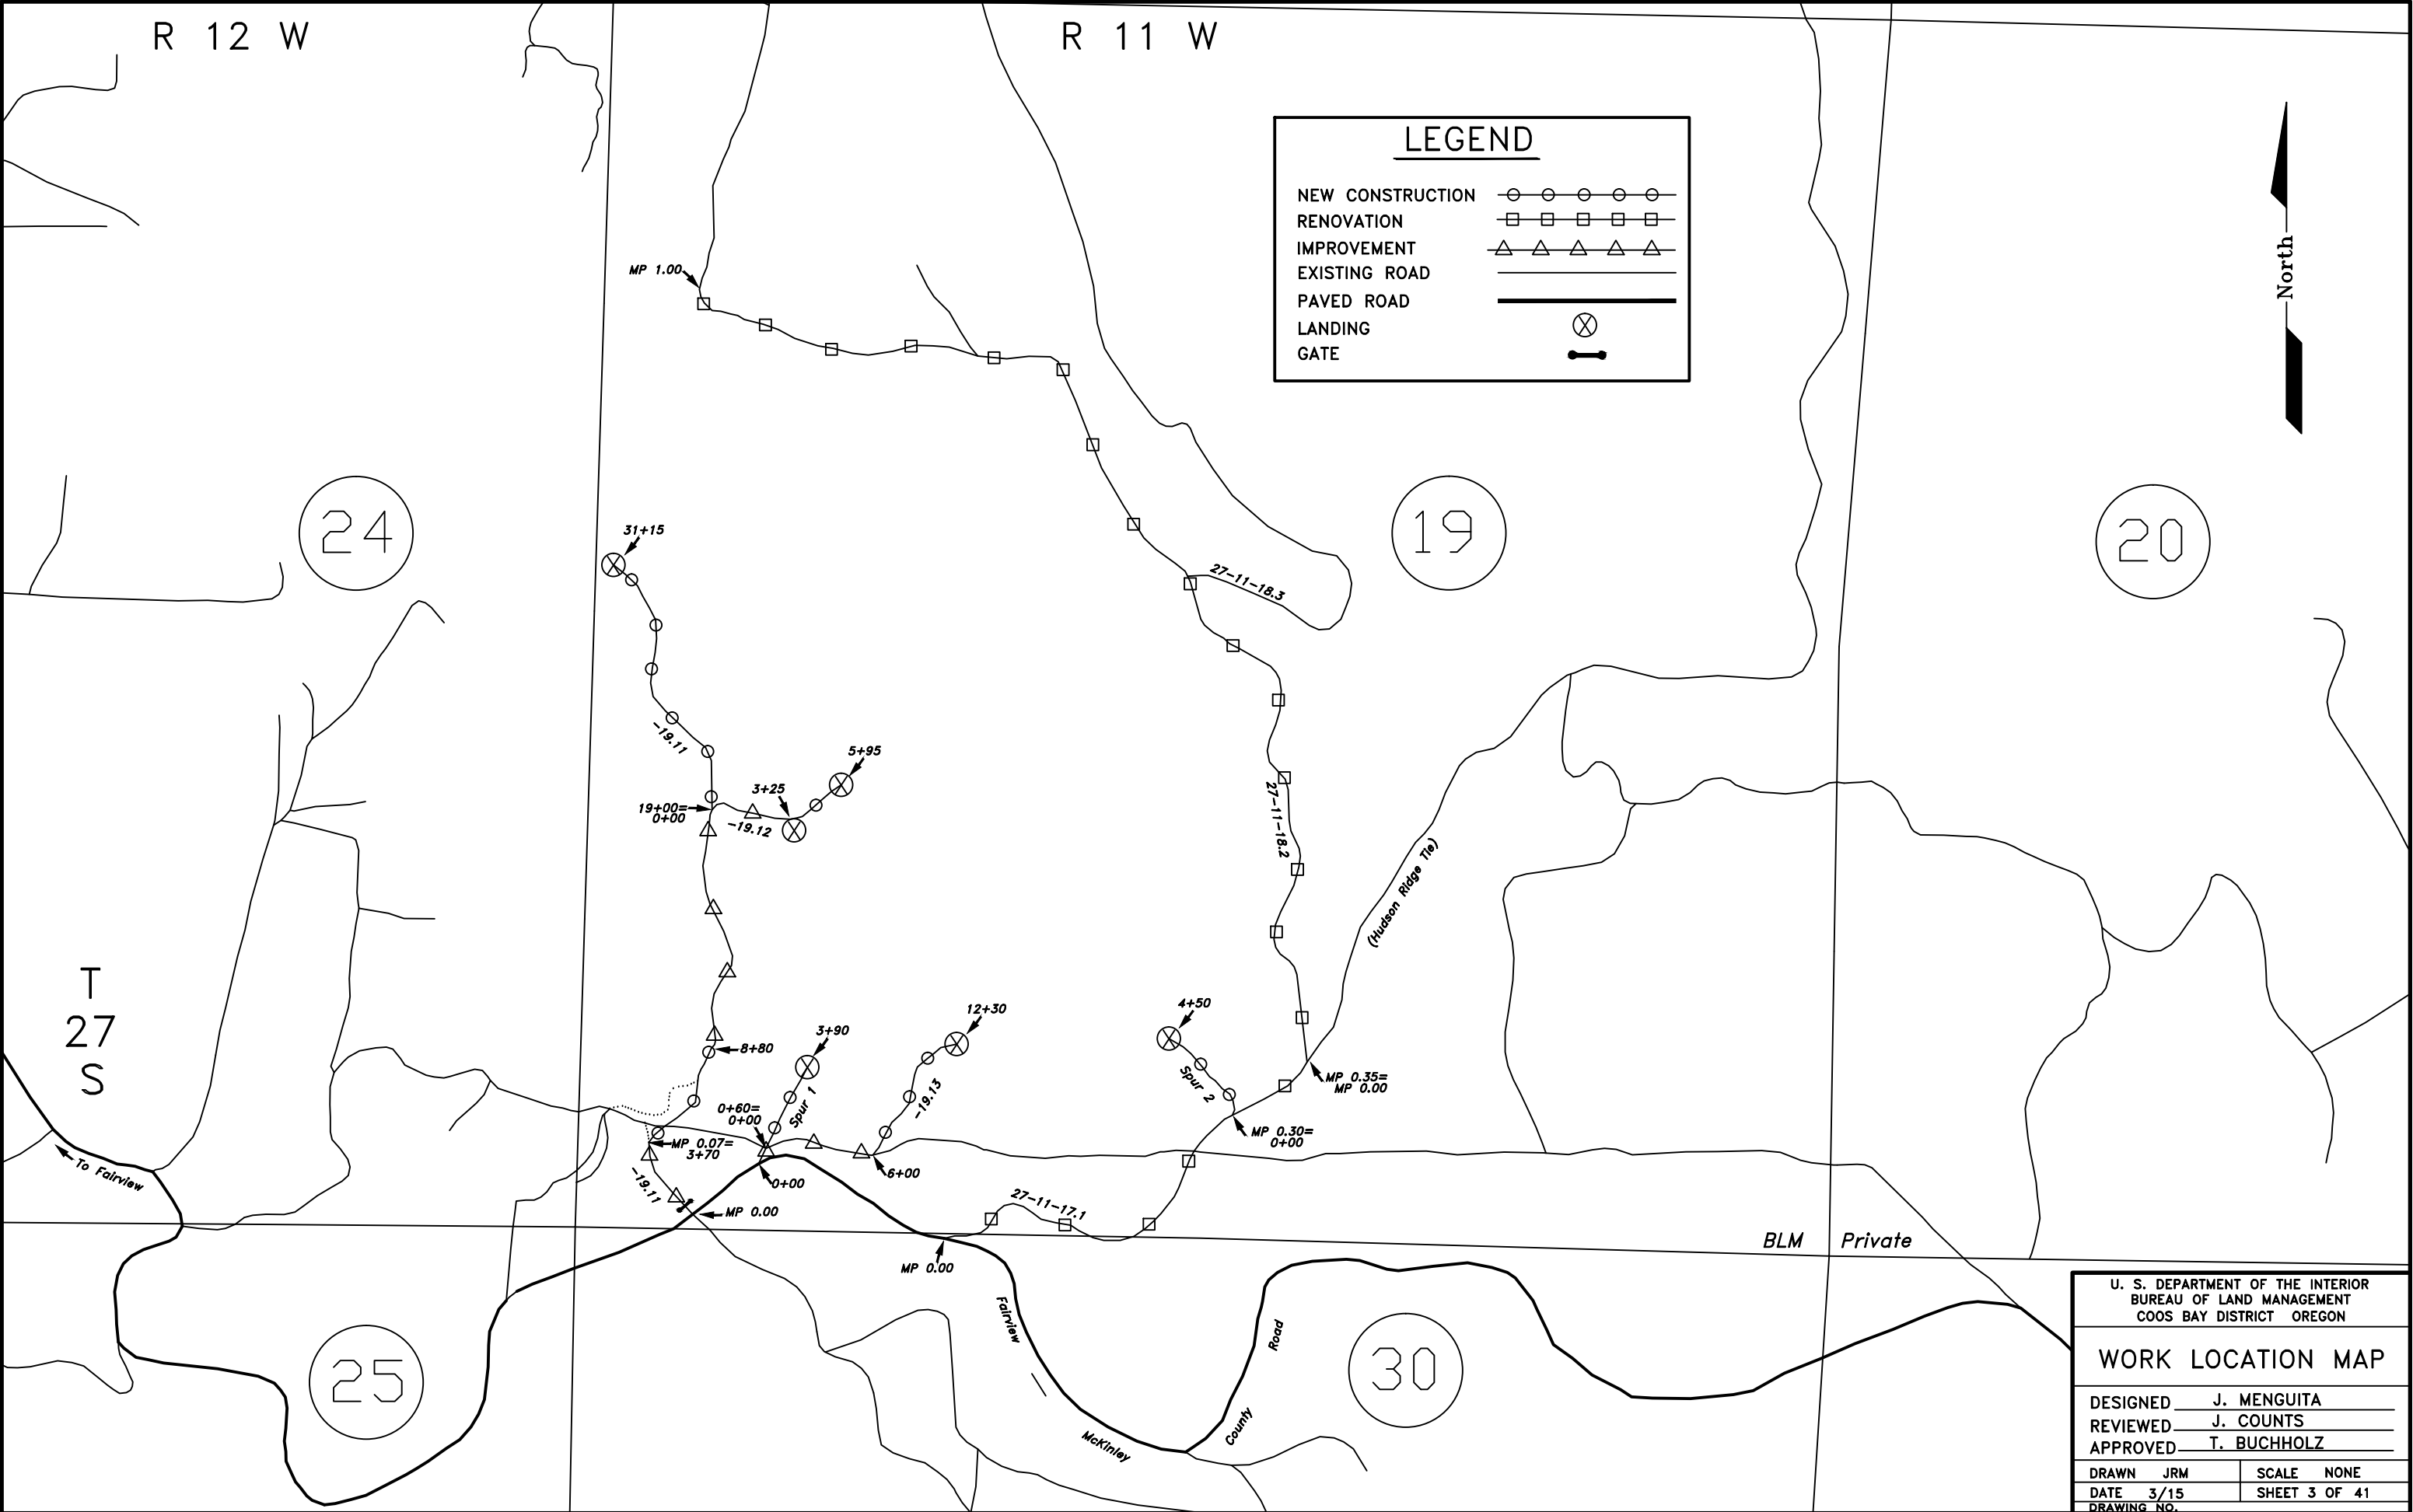 R 12 W
R 11 W
LEGEND
NEW CONSTRUCTION
RENOVATION
IMPROVEMENT
EXISTING ROAD
PAVED ROAD
LANDING
GATE
North
MP 1.00
24
19
20
31+15
27-11-18.3
-19.11
5+95
3+25
19+00=
0+00
-19.12
27-11-18.2
(Hudson Ridge Tie)
T
27
S
12+30
4+50
3+90
8+80
Spur 1
-19.13
Spur 2
MP 0.35=
MP 0.00
0+60=
0+00
MP 0.30=
0+00
MP 0.07=
3+70
To Fairview
-19.11
0+00
6+00
27-11-17.1
MP 0.00
BLM Private
MP 0.00
Fairview
McKinley
County
Road
25
30
U. S. DEPARTMENT OF THE INTERIOR
BUREAU OF LAND MANAGEMENT
COOS BAY DISTRICT OREGON
WORK LOCATION MAP
DESIGNED J. MENGUITA
REVIEWED J. COUNTS
APPROVED T. BUCHHOLZ
DRAWN JRM SCALE NONE
DATE 3/15 SHEET 3 OF 41
DRAWING NO.